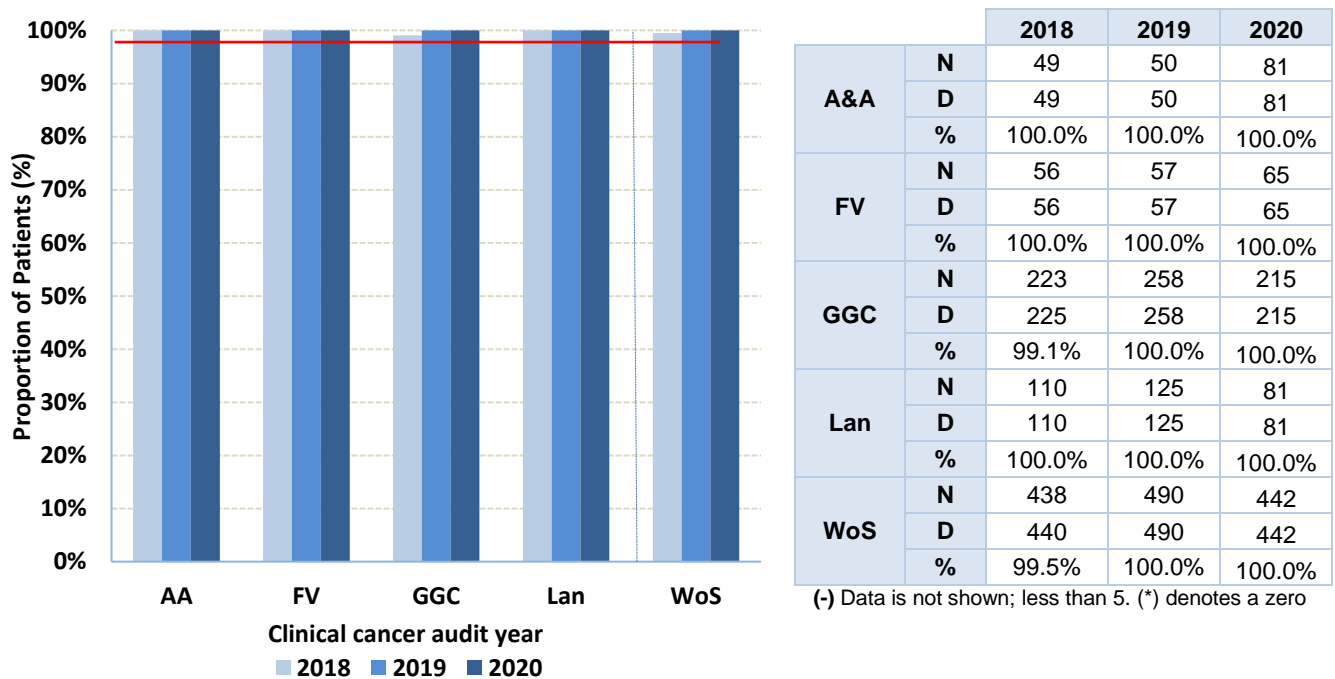 100%
90%
80%
70%
60%
50%
40%
30%
20%
10%
0%
Proportion of Patients (%)
AA FV GGC Lan WoS
Clinical cancer audit year
2018 2019 2020
2018 2019 2020
A&A
N 49 50 81
D 49 50 81
% 100.0% 100.0% 100.0%
FV
N 56 57 65
D 56 57 65
% 100.0% 100.0% 100.0%
GGC
N 223 258 215
D 225 258 215
% 99.1% 100.0% 100.0%
Lan
N 110 125 81
D 110 125 81
% 100.0% 100.0% 100.0%
WoS
N 438 490 442
D 440 490 442
% 99.5% 100.0% 100.0%
(-) Data is not shown; less than 5. (*) denotes a zero